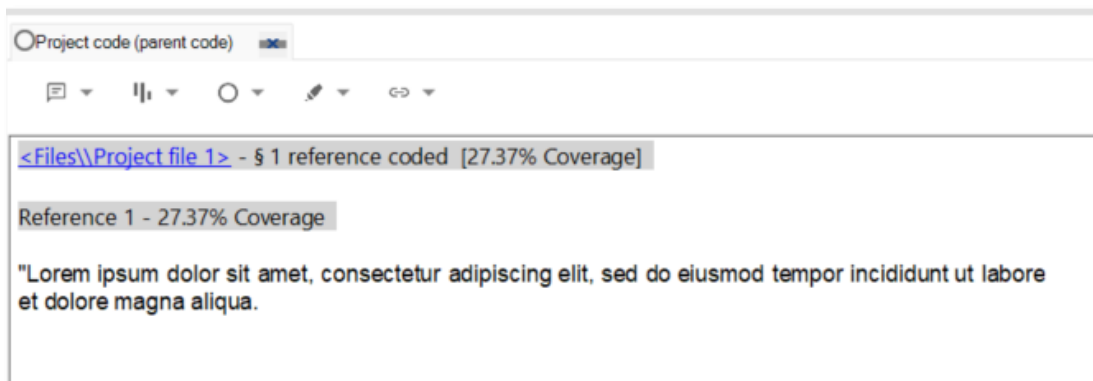 Project code (parent code)
<Files\\Project file 1> - § 1 reference coded [27.37% Coverage]
Reference 1 - 27.37% Coverage
"Lorem ipsum dolor sit amet, consectetur adipiscing elit, sed do eiusmod tempor incididunt ut labore
et dolore magna aliqua.